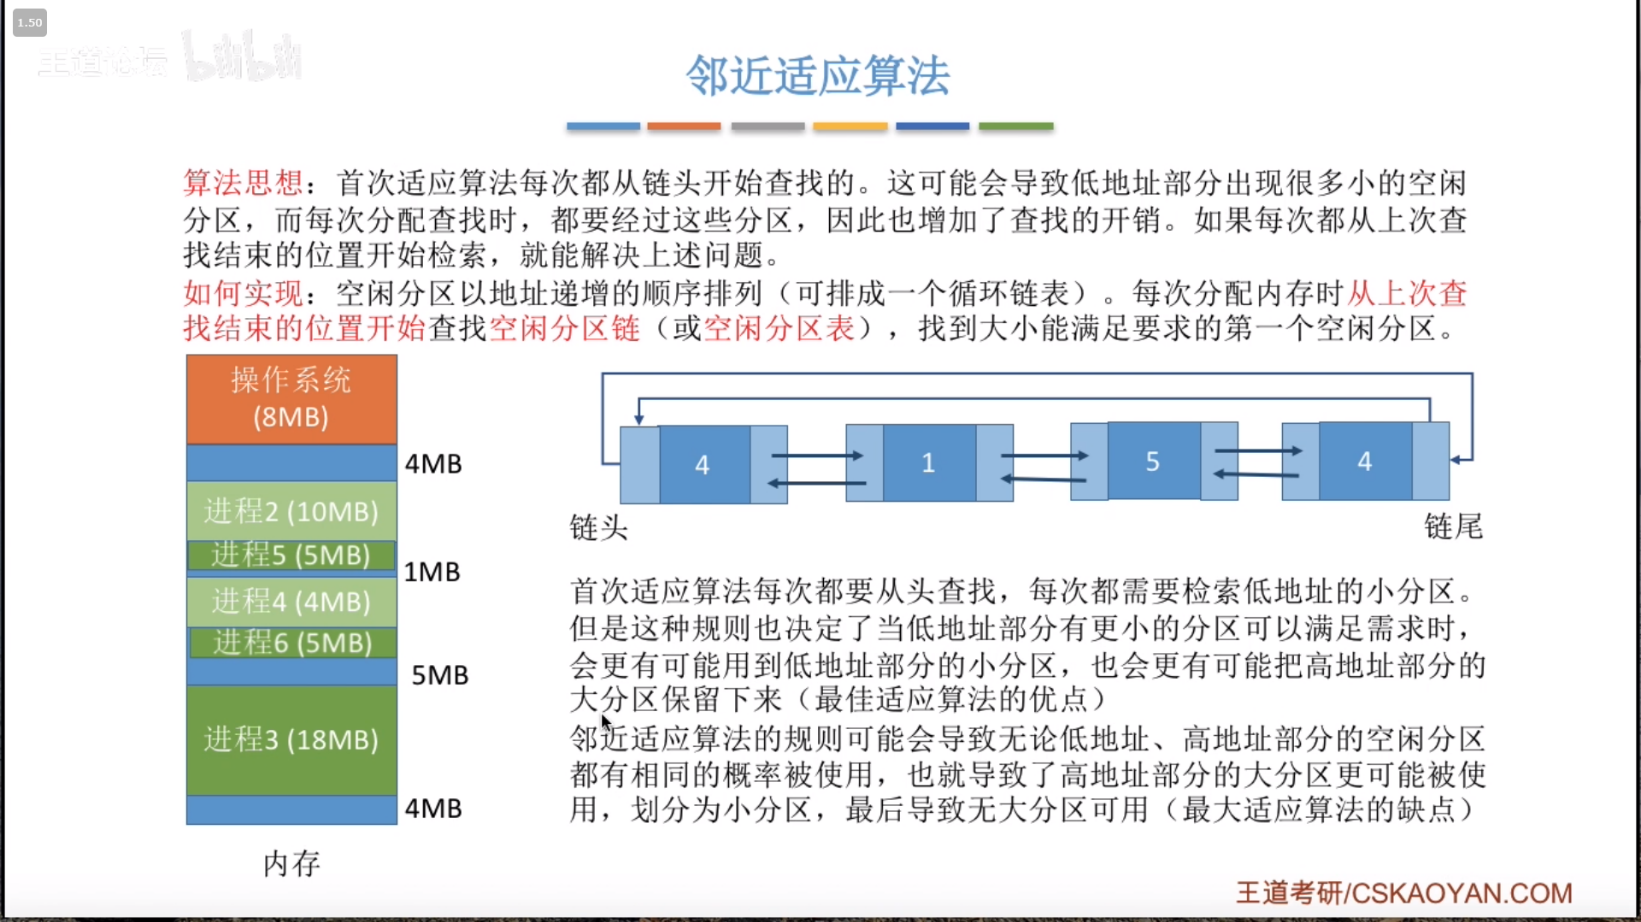 1.50
王道论坛 bilibili
邻近适应算法
算法思想：首次适应算法每次都从链头开始查找的。这可能会导致低地址部分出现很多小的空闲
分区，而每次分配查找时，都要经过这些分区，因此也增加了查找的开销。如果每次都从上次查
找结束的位置开始检索，就能解决上述问题。
如何实现：空闲分区以地址递增的顺序排列（可排成一个循环链表）。每次分配内存时从上次查
找结束的位置开始查找空闲分区链（或空闲分区表），找到大小能满足要求的第一个空闲分区。
操作系统
(8MB)
4MB
进程2 (10MB)
进程5 (5MB)
1MB
进程4 (4MB)
进程6 (5MB)
5MB
进程3 (18MB)
4MB
内存
4
1
5
4
链头
链尾
首次适应算法每次都要从头查找，每次都需要检索低地址的小分区。
但是这种规则也决定了当低地址部分有更小的分区可以满足需求时，
会更有可能用到低地址部分的小分区，也会更有可能把高地址部分的
大分区保留下来（最佳适应算法的优点）
邻近适应算法的规则可能会导致无论低地址、高地址部分的空闲分区
都有相同的概率被使用，也就导致了高地址部分的大分区更可能被使
用，划分为小分区，最后导致无大分区可用（最大适应算法的缺点）
王道考研/CSKAOYAN.COM